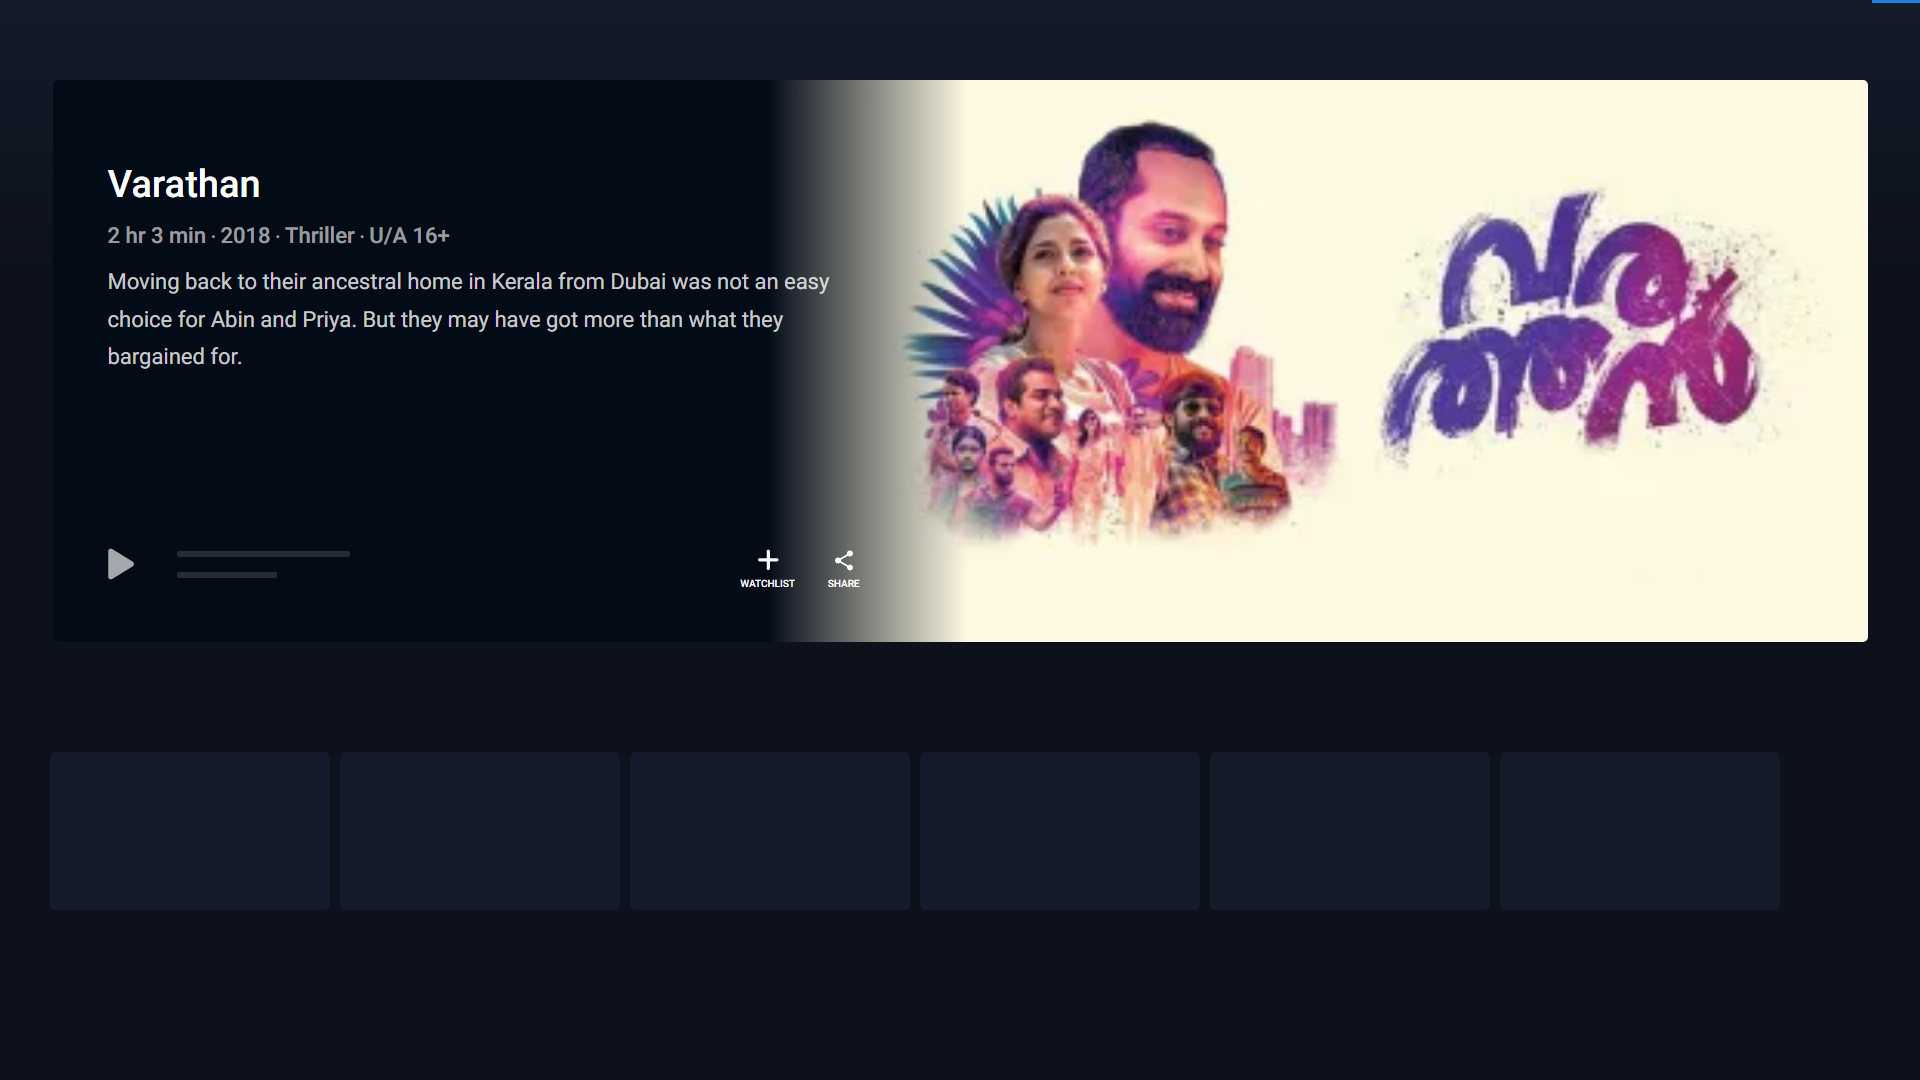 Varathan
2 hr 3 min · 2018 · Thriller · U/A 16+
Moving back to their ancestral home in Kerala from Dubai was not an easy
choice for Abin and Priya. But they may have got more than what they
bargained for.
WATCHLIST
SHARE
വര
ത്തൻ